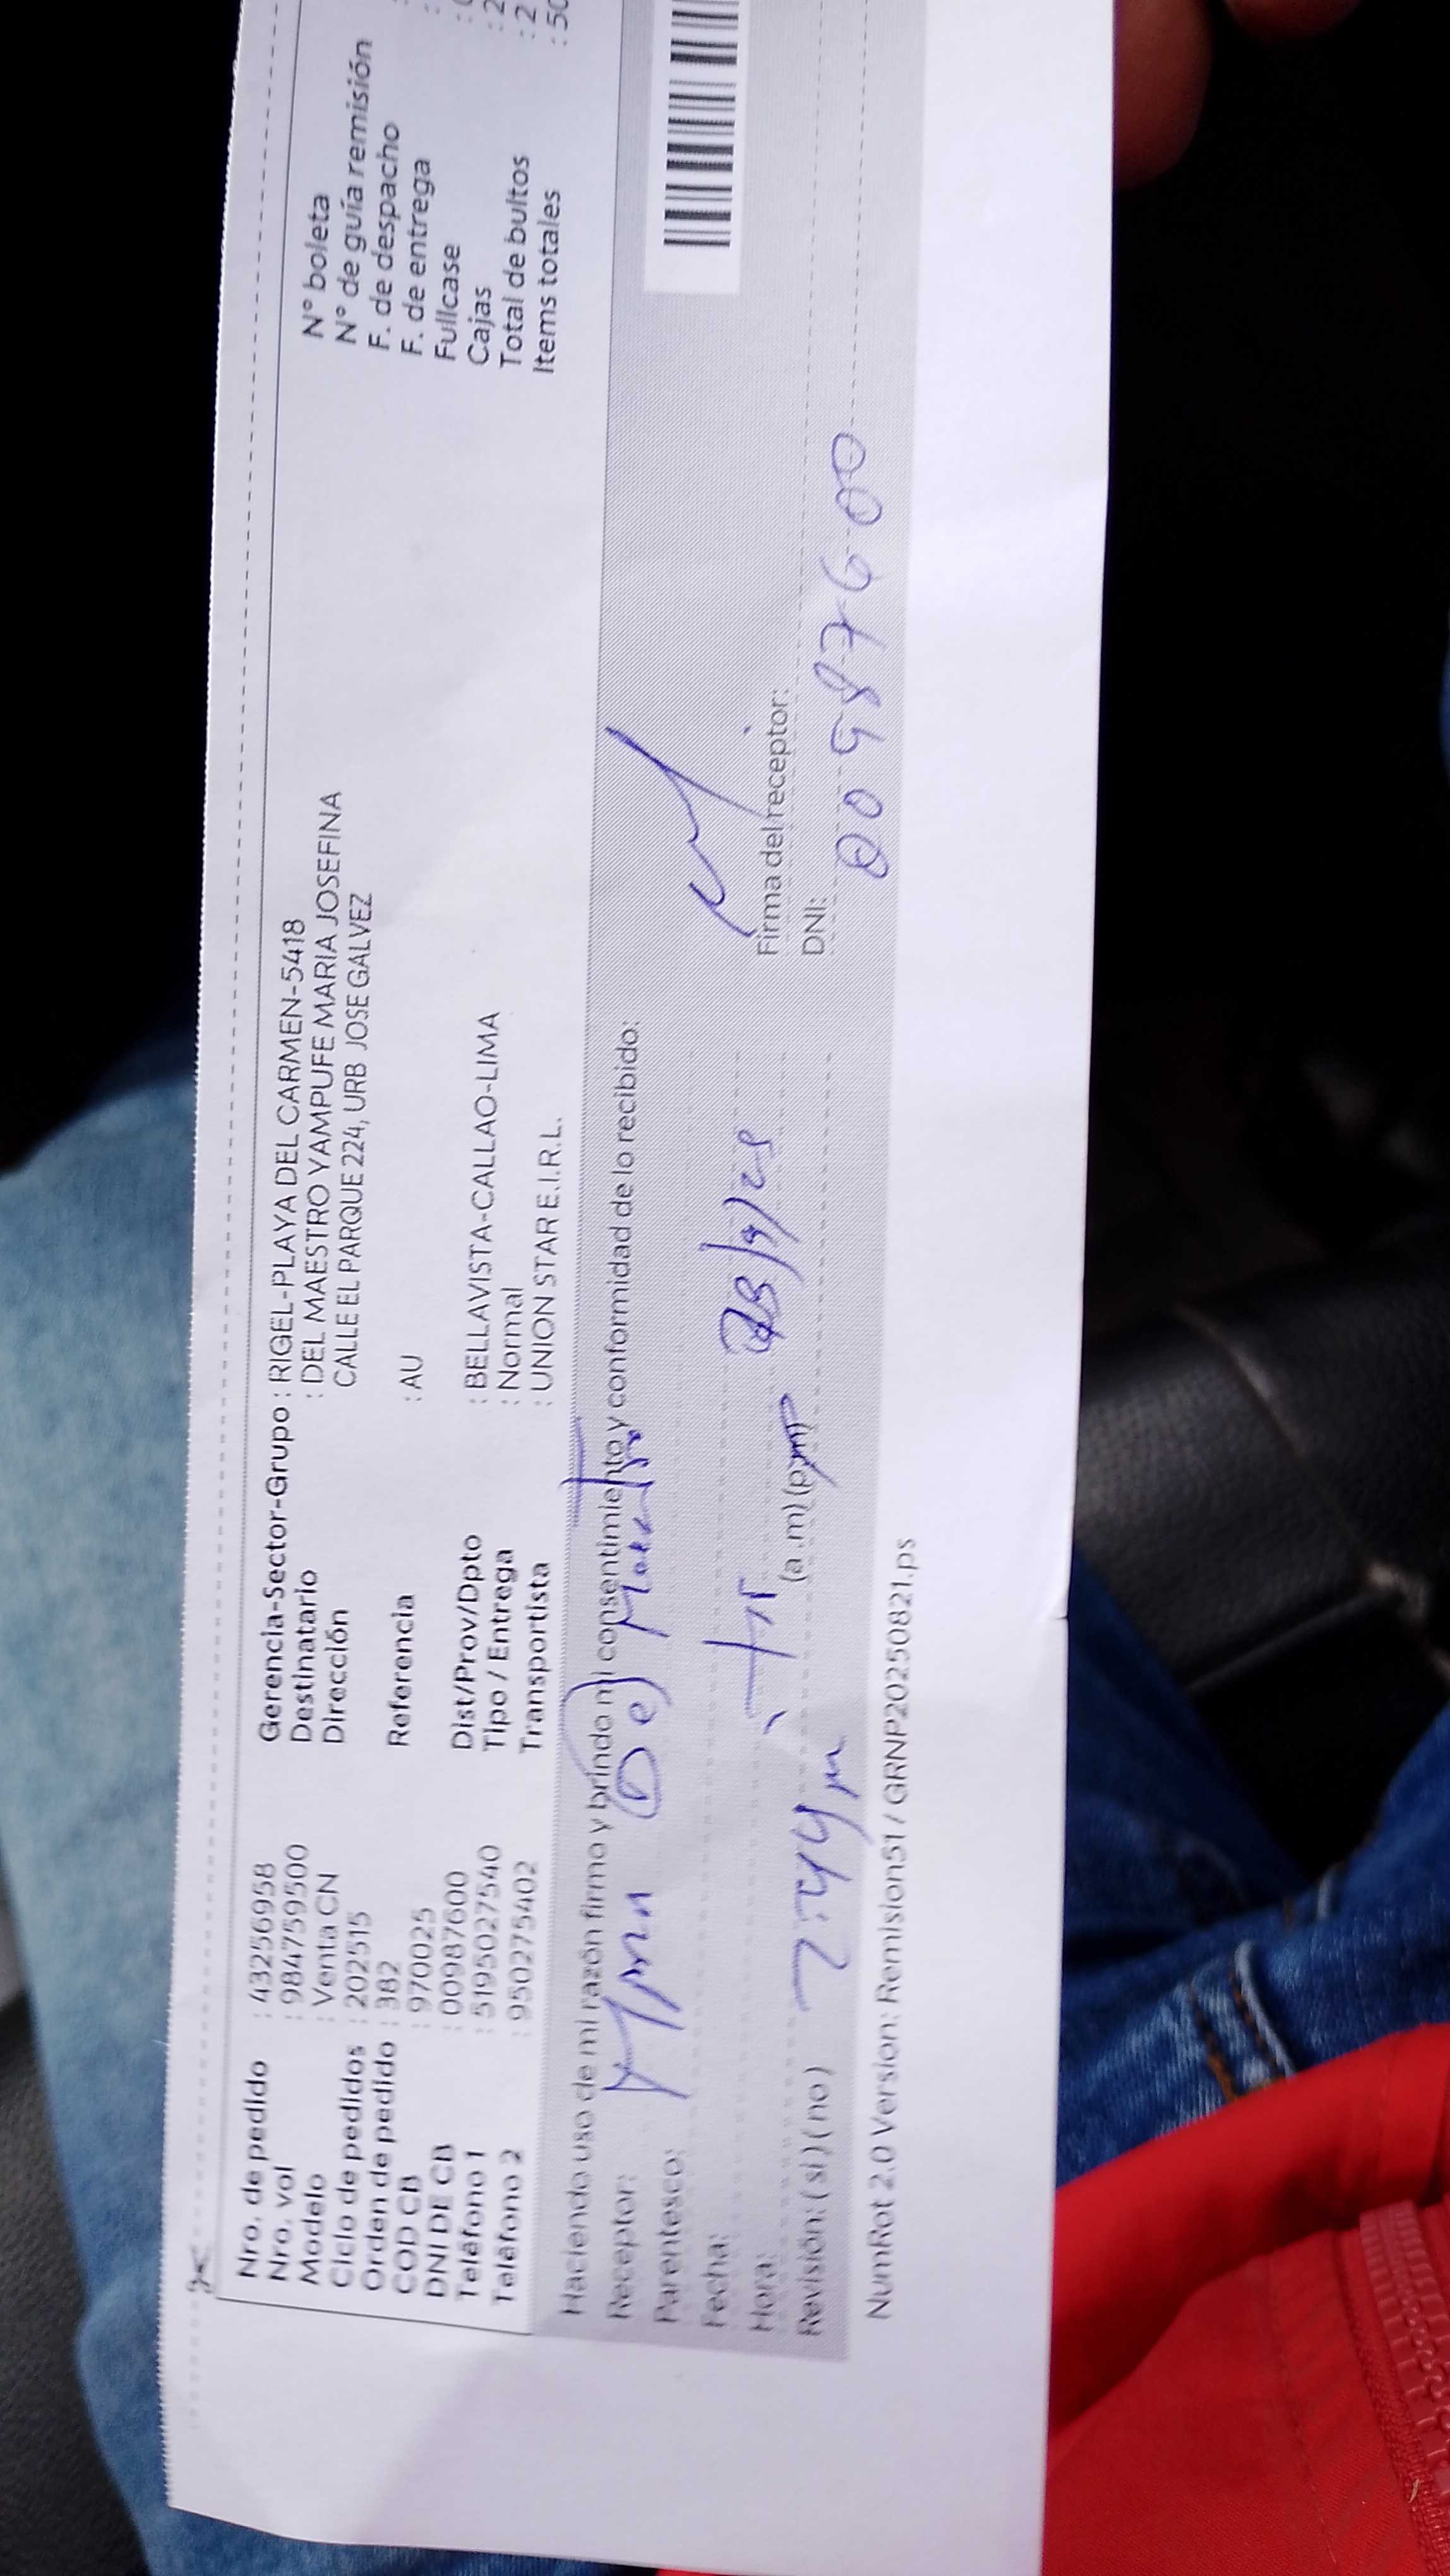 Nro. de pedido : 43256958
Nro. vol : 984759500
Modelo : Venta CN
Ciclo de pedidos : 202515
Orden de pedido : 382
COD CB : 970025
DNI DE CB : 00987600
Teléfono 1 : 5195027540
Teléfono 2 : 950275402
Gerencia-Sector-Grupo : RIGEL-PLAYA DEL CARMEN-5418
Destinatario : DEL MAESTRO YAMPUFE MARIA JOSEFINA
Dirección CALLE EL PARQUE 224, URB JOSE GALVEZ
Referencia : AU
Dist/Prov/Dpto : BELLAVISTA-CALLAO-LIMA
Tipo / Entrega : Normal
Transportista : UNION STAR E.I.R.L.
N° boleta
N° de guía remisión
F. de despacho
F. de entrega
Fullcase
Cajas
Total de bultos
Items totales
Haciendo uso de mi razón firmo y brindo mi consentimiento y conformidad de lo recibido:
Receptor: Del Maestro
Parentesco:
Fecha:
Hora: (a.m) (p.m)
Revisión: (si) (no)
Firma del receptor:
DNI: 00987600
NumRot 2.0 Version: Remision51 / GRNP20250821.ps